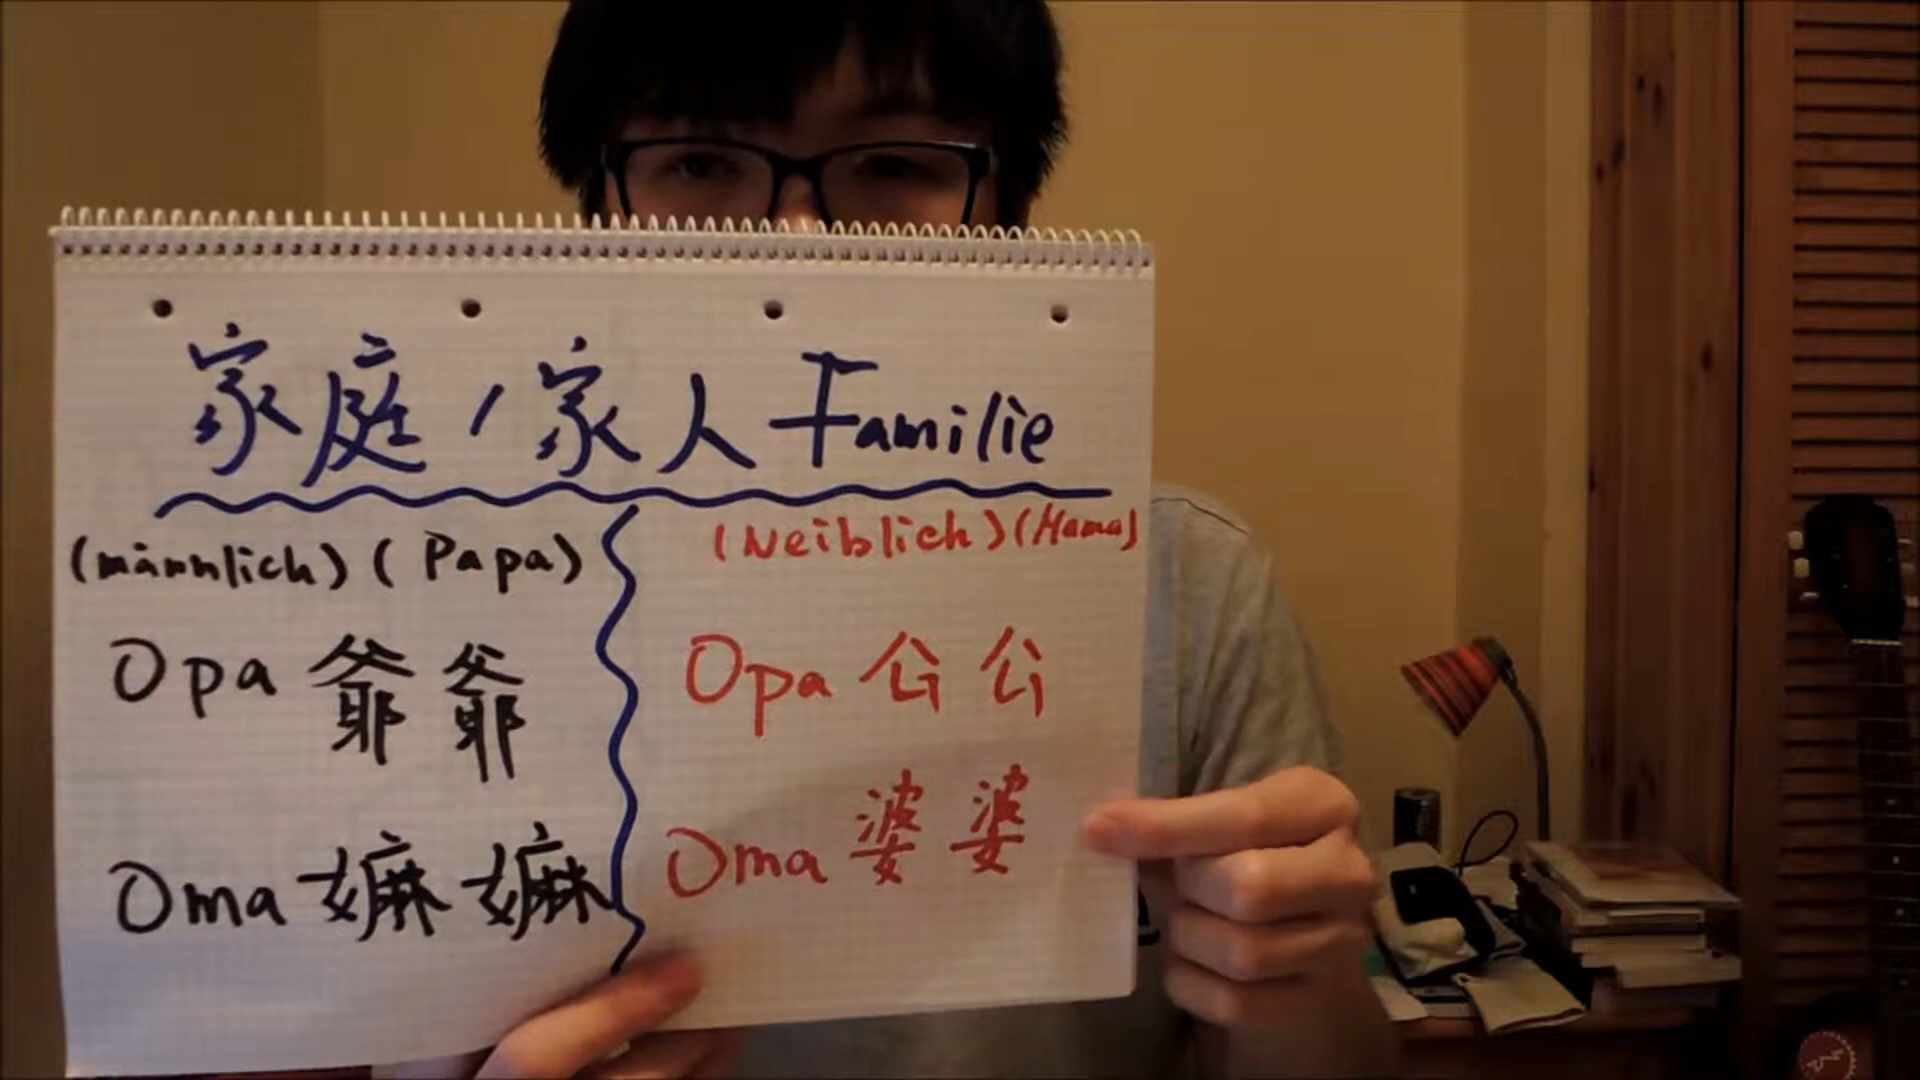 家庭/家人 Familie
(männlich) (Papa)
Opa 爺爺
Oma 嫲嫲
(Weiblich) (Mama)
Opa 公公
Oma 婆婆